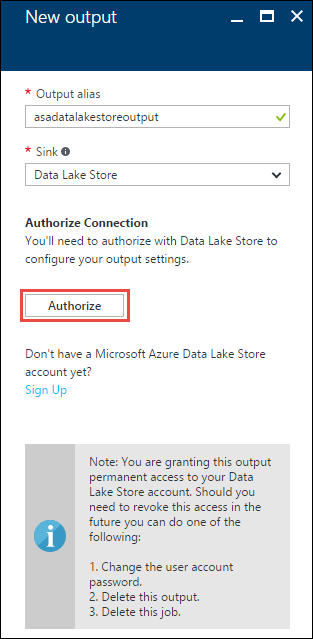 New output
* Output alias
asadatalakestoreoutput
* Sink
Data Lake Store
Authorize Connection
You'll need to authorize with Data Lake Store to
configure your output settings.
Authorize
Don't have a Microsoft Azure Data Lake Store
account yet?
Sign Up
Note: You are granting this output
permanent access to your Data
Lake Store account. Should you
need to revoke this access in the
future you can do one of the
following:
1. Change the user account
password.
2. Delete this output.
3. Delete this job.